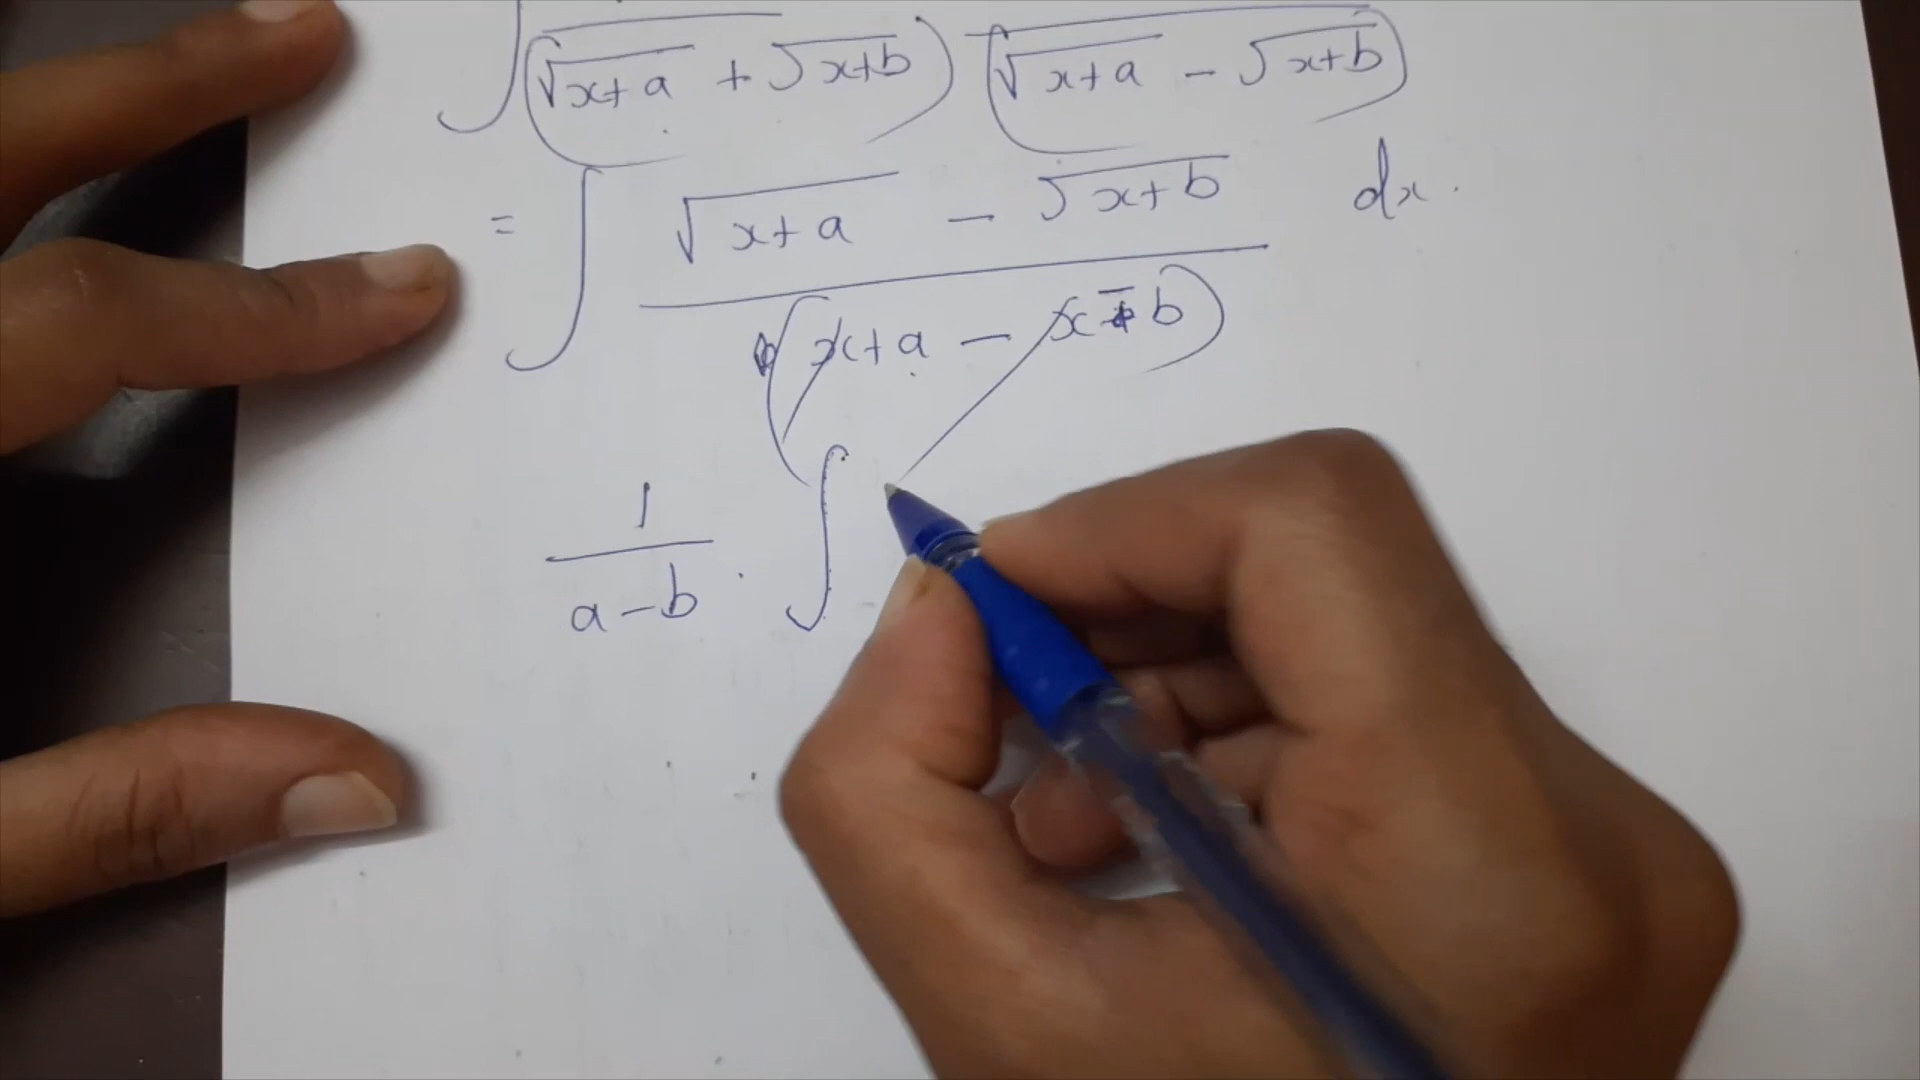 ∫ (√x+a + √x+b) (√x+a - √x+b)
= ∫ √x+a - √x+b dx.
(x+a - x-b)
1/a-b . ∫